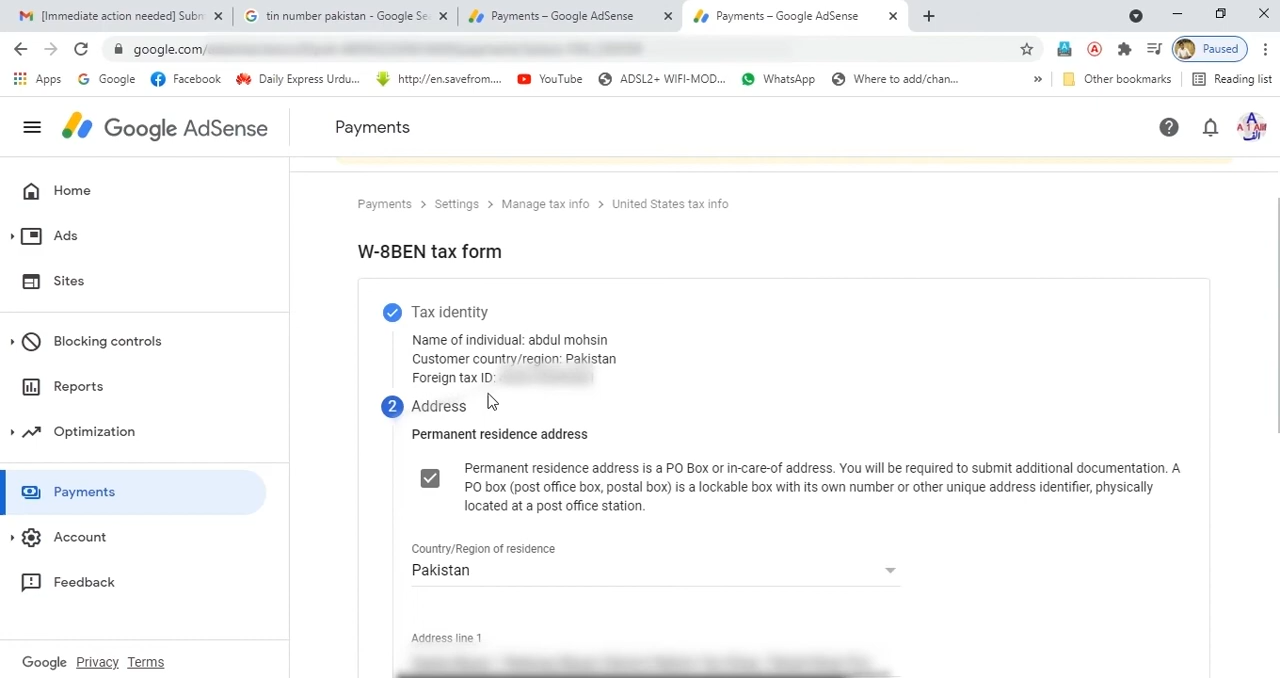 [Immediate action needed] Subm
tin number pakistan - Google Se
Payments – Google AdSense
Payments – Google AdSense
google.com/
Paused
Apps
Google
Facebook
Daily Express Urdu...
http://en.savefrom....
YouTube
ADSL2+ WIFI-MOD...
WhatsApp
Where to add/chan...
»
Other bookmarks
Reading list
Google AdSense
Payments
Home
Ads
Sites
Blocking controls
Reports
Optimization
Payments
Account
Feedback
Google Privacy Terms
Payments > Settings > Manage tax info > United States tax info
W-8BEN tax form
Tax identity
Name of individual: abdul mohsin
Customer country/region: Pakistan
Foreign tax ID:
2 Address
Permanent residence address
Permanent residence address is a PO Box or in-care-of address. You will be required to submit additional documentation. A
PO box (post office box, postal box) is a lockable box with its own number or other unique address identifier, physically
located at a post office station.
Country/Region of residence
Pakistan
Address line 1